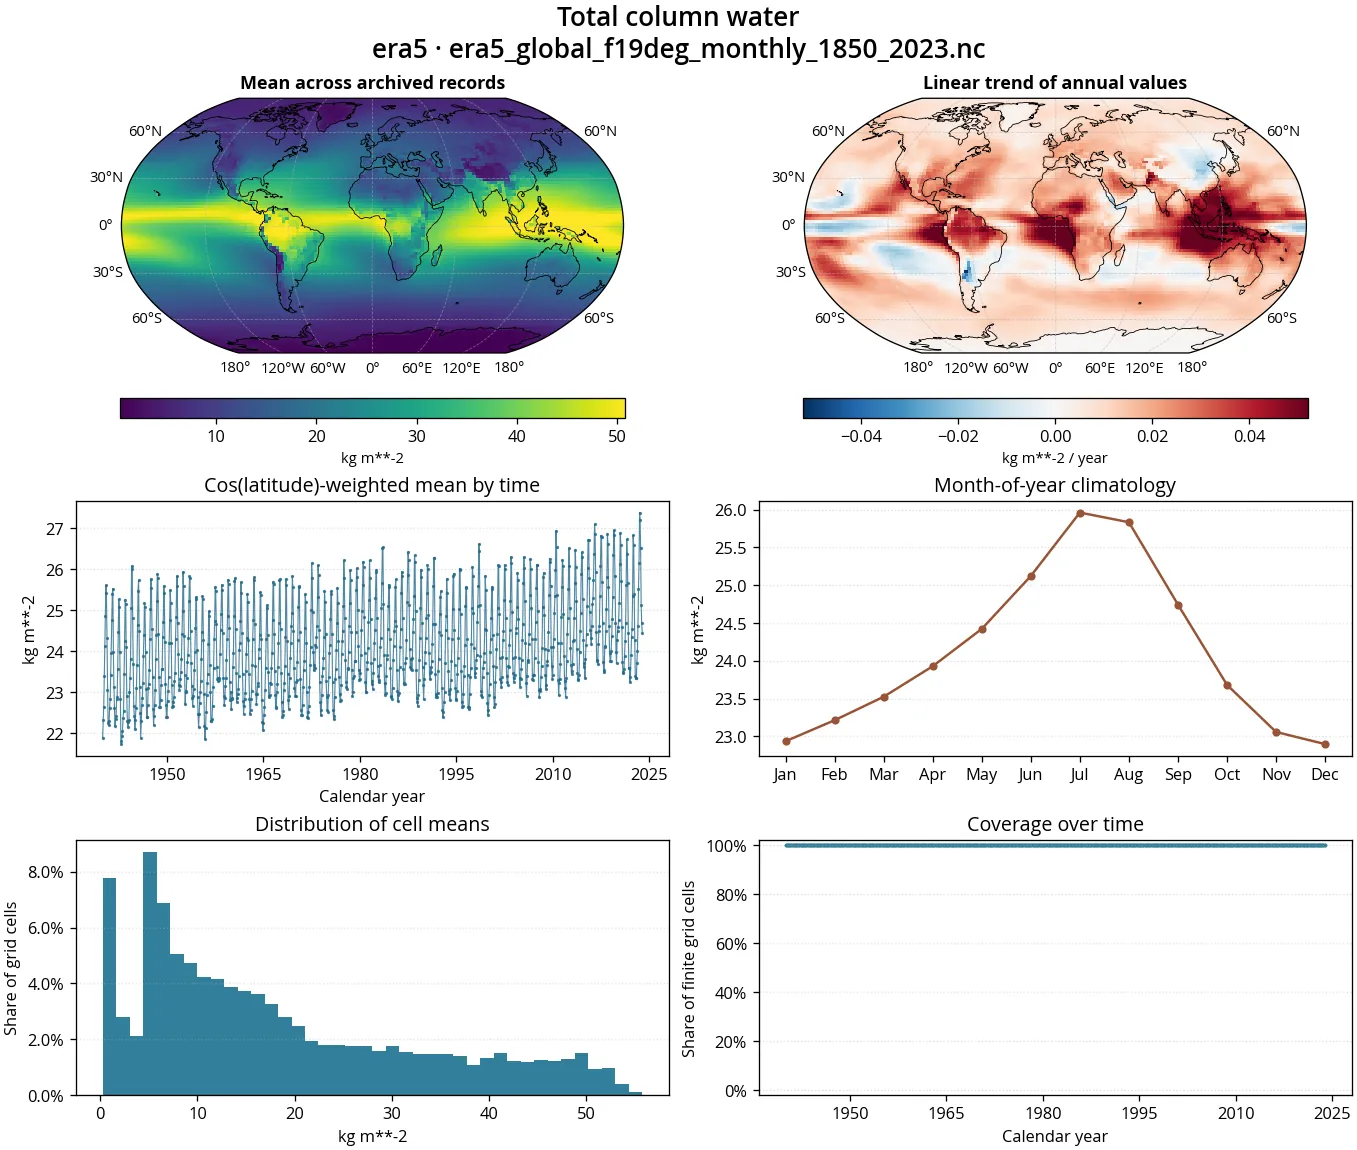 Total column water
era5 · era5_global_f19deg_monthly_1850_2023.nc
Mean across archived records
60°N 60°N
30°N 30°N
0° 0°
30°S 30°S
60°S 60°S
180° 120°W 60°W 0° 60°E 120°E 180°
10 20 30 40 50
kg m**-2
Linear trend of annual values
60°N 60°N
30°N 30°N
0° 0°
30°S 30°S
60°S 60°S
180° 120°W 60°W 0° 60°E 120°E 180°
−0.04 −0.02 0.00 0.02 0.04
kg m**-2 / year
Cos(latitude)-weighted mean by time
kg m**-2
27
26
25
24
23
22
1950 1965 1980 1995 2010 2025
Calendar year
Month-of-year climatology
kg m**-2
26.0
25.5
25.0
24.5
24.0
23.5
23.0
Jan Feb Mar Apr May Jun Jul Aug Sep Oct Nov Dec
Distribution of cell means
Share of grid cells
8.0%
6.0%
4.0%
2.0%
0.0%
0 10 20 30 40 50
kg m**-2
Coverage over time
Share of finite grid cells
100%
80%
60%
40%
20%
0%
1950 1965 1980 1995 2010 2025
Calendar year